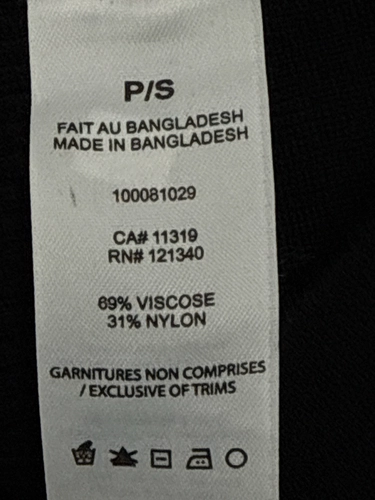 P/S
FAIT AU BANGLADESH
MADE IN BANGLADESH
100081029
CA# 11319
RN# 121340
69% VISCOSE
31% NYLON
GARNITURES NON COMPRISES
/ EXCLUSIVE OF TRIMS